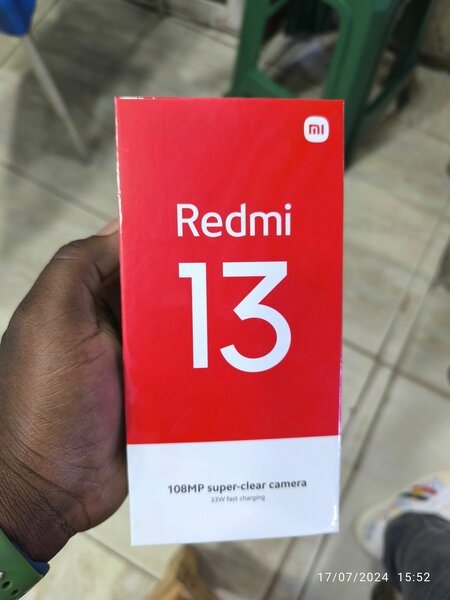 mi
Redmi
13
108MP super-clear camera
33W fast charging
17/07/2024 15:52